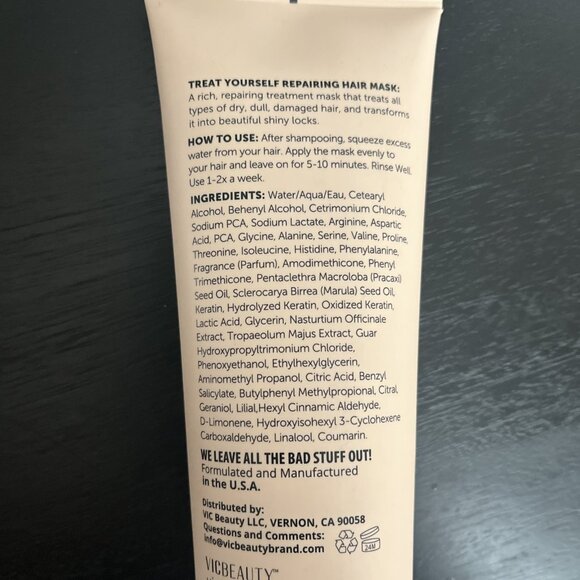 TREAT YOURSELF REPAIRING HAIR MASK:
A rich, repairing treatment mask that treats all
types of dry, dull, damaged hair, and transforms
it into beautiful shiny locks.
HOW TO USE: After shampooing, squeeze excess
water from your hair. Apply the mask evenly to
your hair and leave on for 5-10 minutes. Rinse Well.
Use 1-2x a week.
INGREDIENTS: Water/Aqua/Eau, Cetearyl
Alcohol, Behenyl Alcohol, Cetrimonium Chloride,
Sodium PCA, Sodium Lactate, Arginine, Aspartic
Acid, PCA, Glycine, Alanine, Serine, Valine, Proline,
Threonine, Isoleucine, Histidine, Phenylalanine,
Fragrance (Parfum), Amodimethicone, Phenyl
Trimethicone, Pentaclethra Macroloba (Pracaxi)
Seed Oil, Sclerocarya Birrea (Marula) Seed Oil,
Keratin, Hydrolyzed Keratin, Oxidized Keratin,
Lactic Acid, Glycerin, Nasturtium Officinale
Extract, Tropaeolum Majus Extract, Guar
Hydroxypropyltrimonium Chloride,
Phenoxyethanol, Ethylhexylglycerin,
Aminomethyl Propanol, Citric Acid, Benzyl
Salicylate, Butylphenyl Methylpropional, Citral,
Geraniol, Lilial,Hexyl Cinnamic Aldehyde,
D-Limonene, Hydroxyisohexyl 3-Cyclohexene
Carboxaldehyde, Linalool, Coumarin.
WE LEAVE ALL THE BAD STUFF OUT!
Formulated and Manufactured
in the U.S.A.
Distributed by:
VIC Beauty LLC, VERNON, CA 90058
Questions and Comments:
info@vicbeautybrand.com
24M
VICBEAUTY™